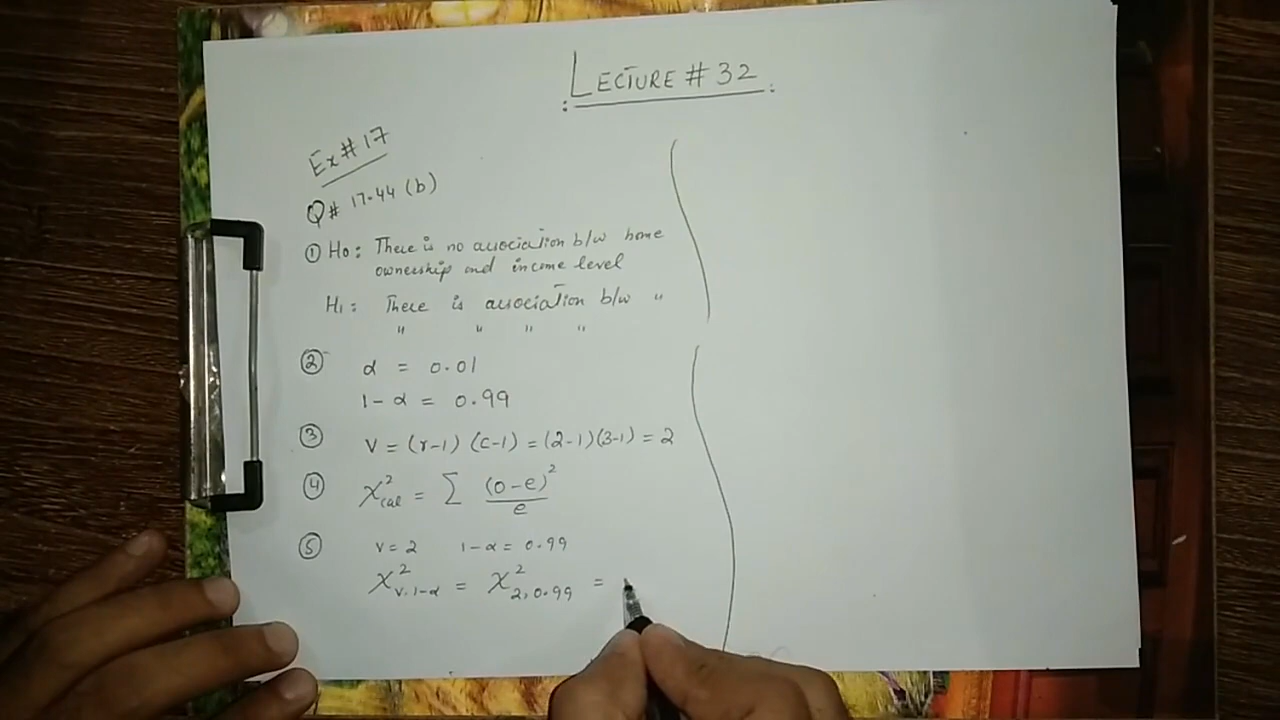 LECTURE # 32
Ex # 17
Q# 17.44 (b)
① H0: There is no association b/w home
ownership and income level
H1: There is association b/w "
" " " "
② α = 0.01
1-α = 0.99
③ v = (r-1) (c-1) = (2-1)(3-1) = 2
④ χ²cal = Σ (o-e)²/e
⑤ v=2 1-α = 0.99
χ²v,1-α = χ²2,0.99 =